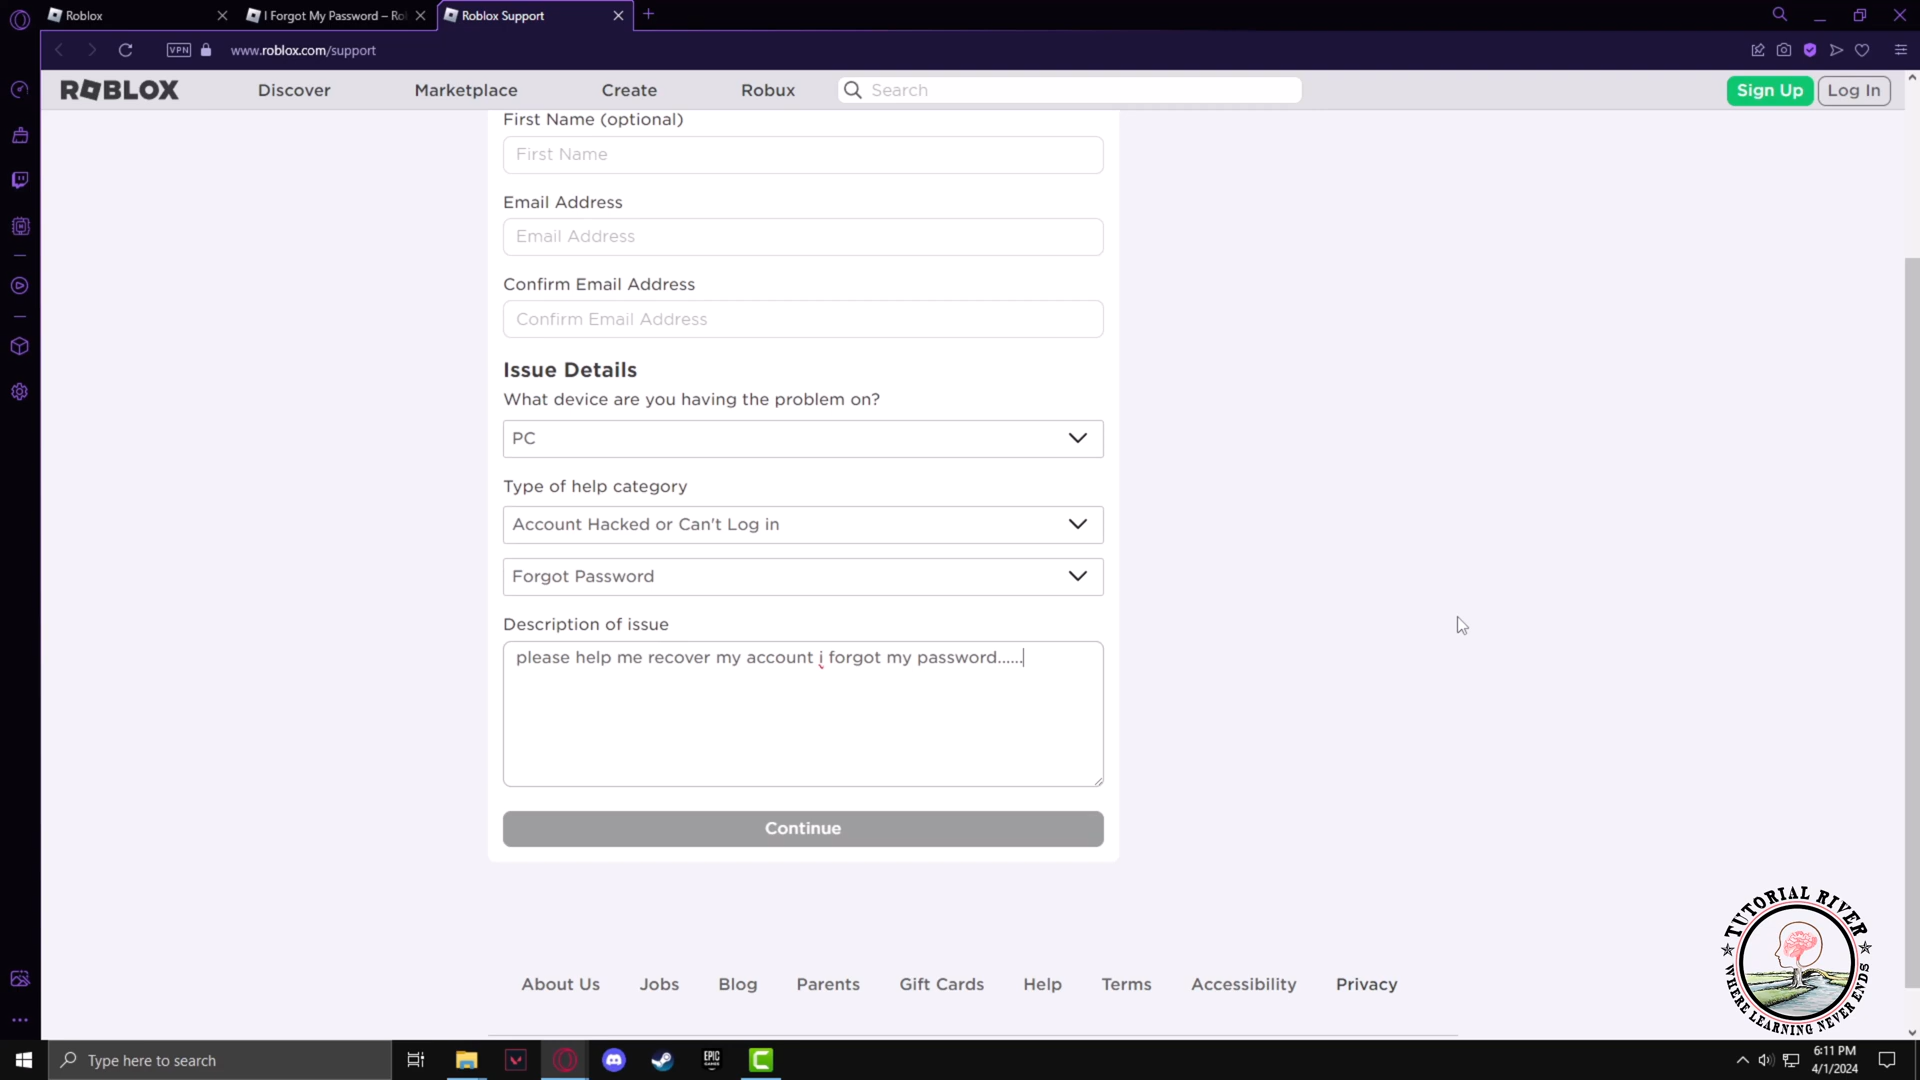 Roblox
I Forgot My Password – Ro
Roblox Support
VPN
www.roblox.com/support
ROBLOX
Discover
Marketplace
Create
Robux
Search
Sign Up
Log In
First Name (optional)
First Name
Email Address
Email Address
Confirm Email Address
Confirm Email Address
Issue Details
What device are you having the problem on?
PC
Type of help category
Account Hacked or Can't Log in
Forgot Password
Description of issue
please help me recover my account i forgot my password......
Continue
About Us
Jobs
Blog
Parents
Gift Cards
Help
Terms
Accessibility
Privacy
TUTORIAL RIVER
WHERE LEARNING NEVER ENDS
Type here to search
EPIC
GAMES
6:11 PM
4/1/2024